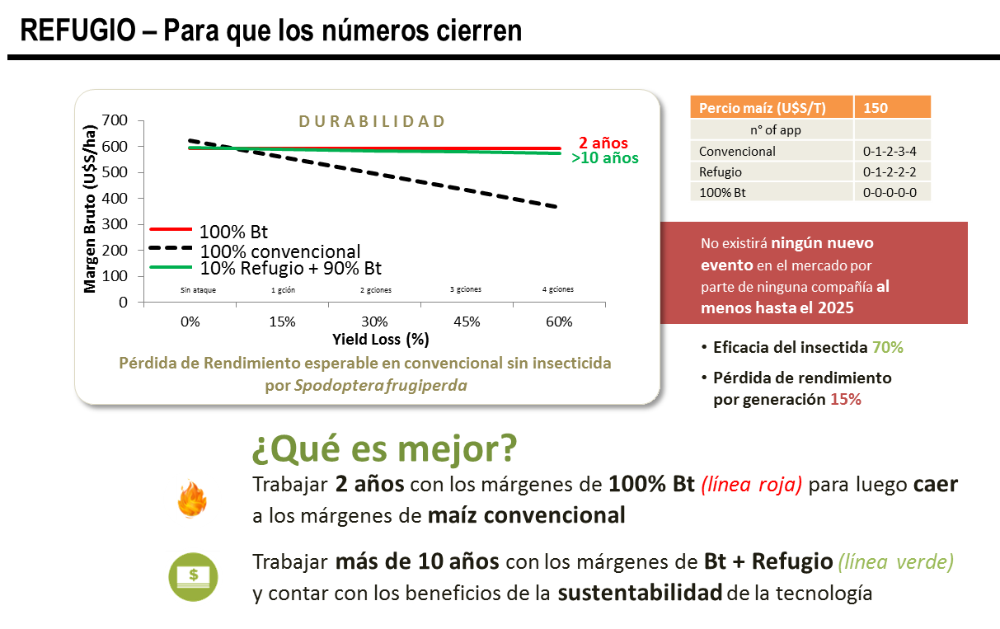 REFUGIO – Para que los números cierren
DURABILIDAD
Margen Bruto (U$S/ha)
700
600
500
400
300
200
100
0
2 años
>10 años
100% Bt
100% convencional
10% Refugio + 90% Bt
Sin ataque 1 gción 2 gciones 3 gciones 4 gciones
0% 15% 30% 45% 60%
Yield Loss (%)
Pérdida de Rendimiento esperable en convencional sin insecticida
por Spodoptera frugiperda
Percio maíz (U$S/T) 150
n° of app
Convencional 0-1-2-3-4
Refugio 0-1-2-2-2
100% Bt 0-0-0-0-0
No existirá ningún nuevo
evento en el mercado por
parte de ninguna compañía al
menos hasta el 2025
• Eficacia del insectida 70%
• Pérdida de rendimiento
por generación 15%
¿Qué es mejor?
Trabajar 2 años con los márgenes de 100% Bt (línea roja) para luego caer
a los márgenes de maíz convencional
$
Trabajar más de 10 años con los márgenes de Bt + Refugio (línea verde)
y contar con los beneficios de la sustentabilidad de la tecnología